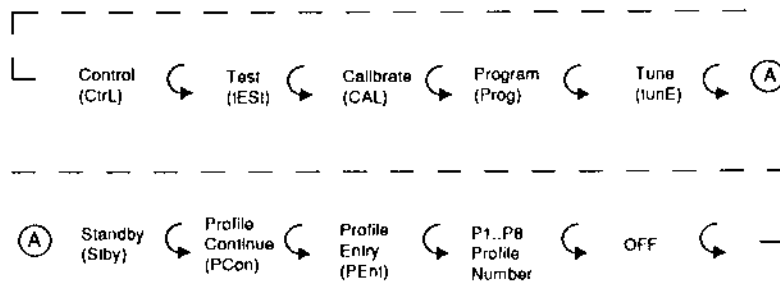 Control
(CtrL)
Test
(tESt)
Calibrate
(CAL)
Program
(Prog)
Tune
(tunE)
A
A
Standby
(Stby)
Profile
Continue
(PCon)
Profile
Entry
(PEnt)
P1..P8
Profile
Number
OFF